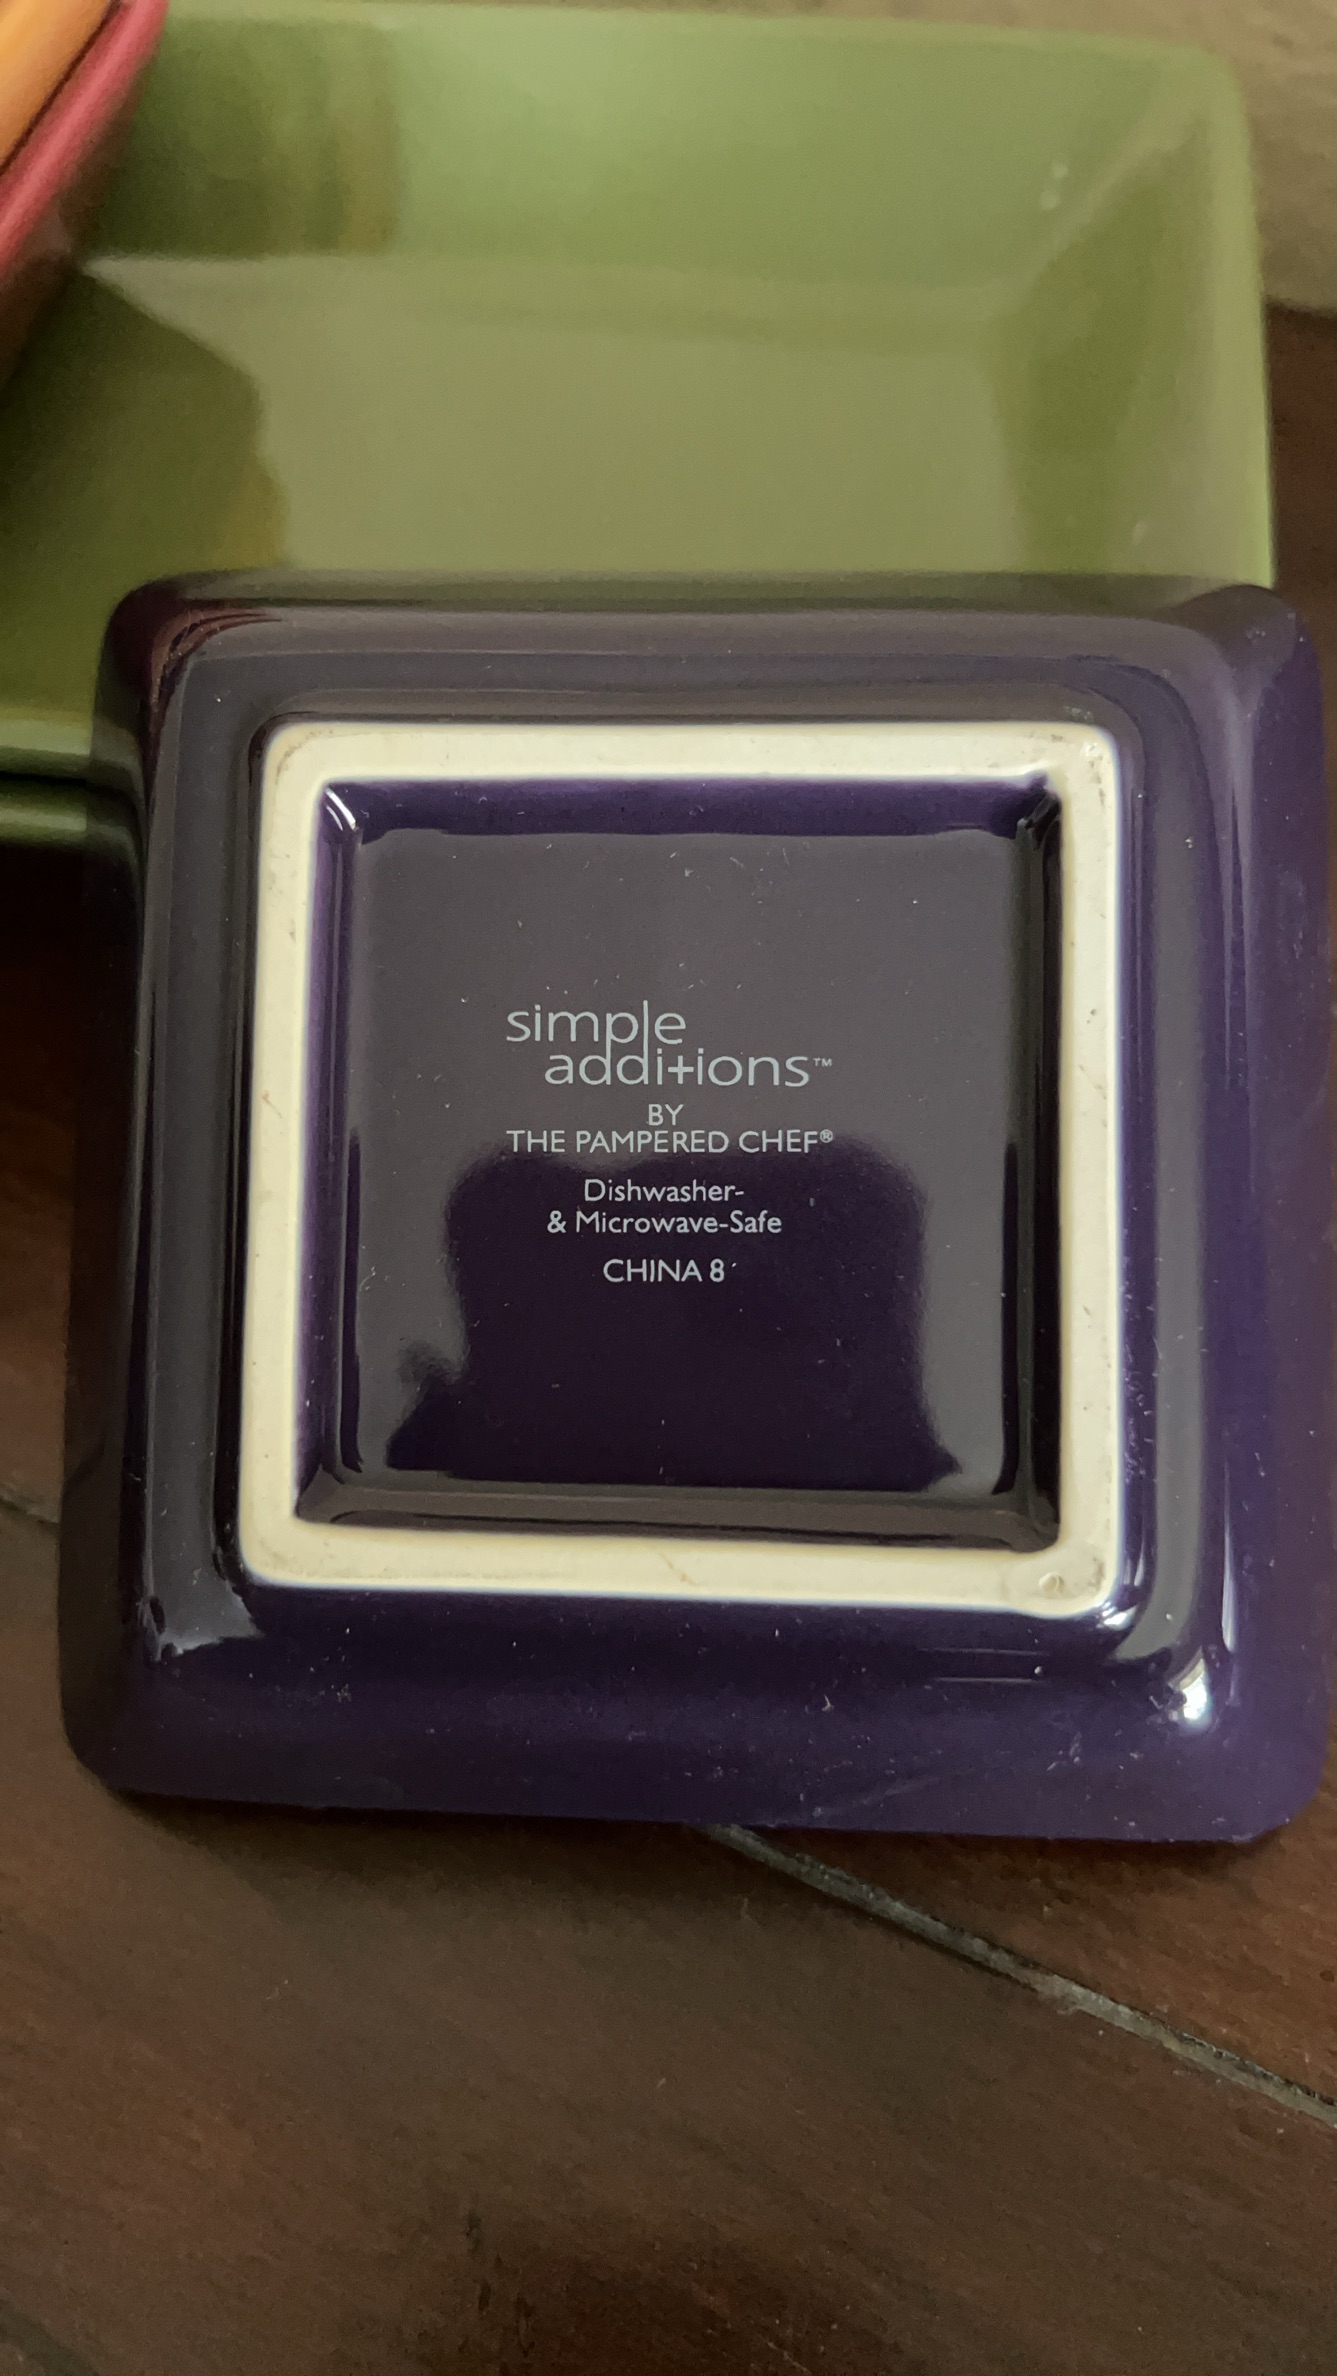 simple
additions™
BY
THE PAMPERED CHEF®
Dishwasher-
& Microwave-Safe
CHINA 8